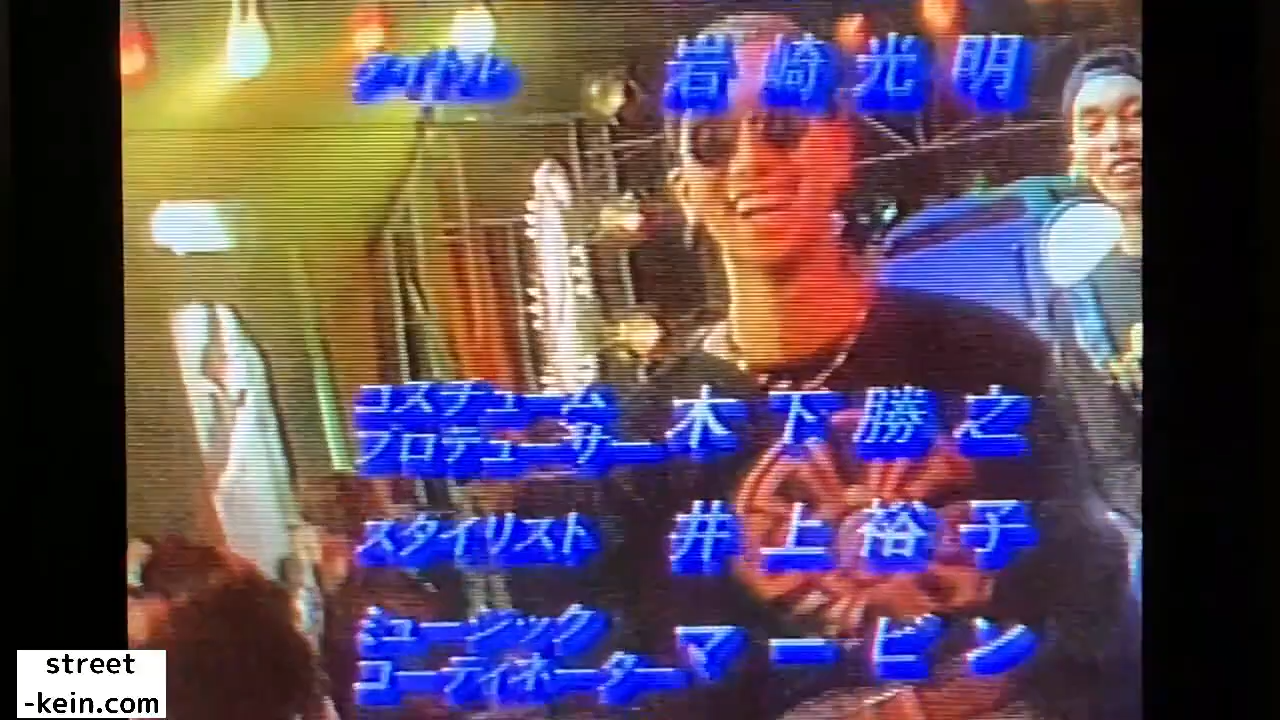 タイトル 岩崎光明
コスチューム
プロデューサー 木下勝之
スタイリスト 井上裕子
ミュージック
コーディネーター マービン
street
-kein.com